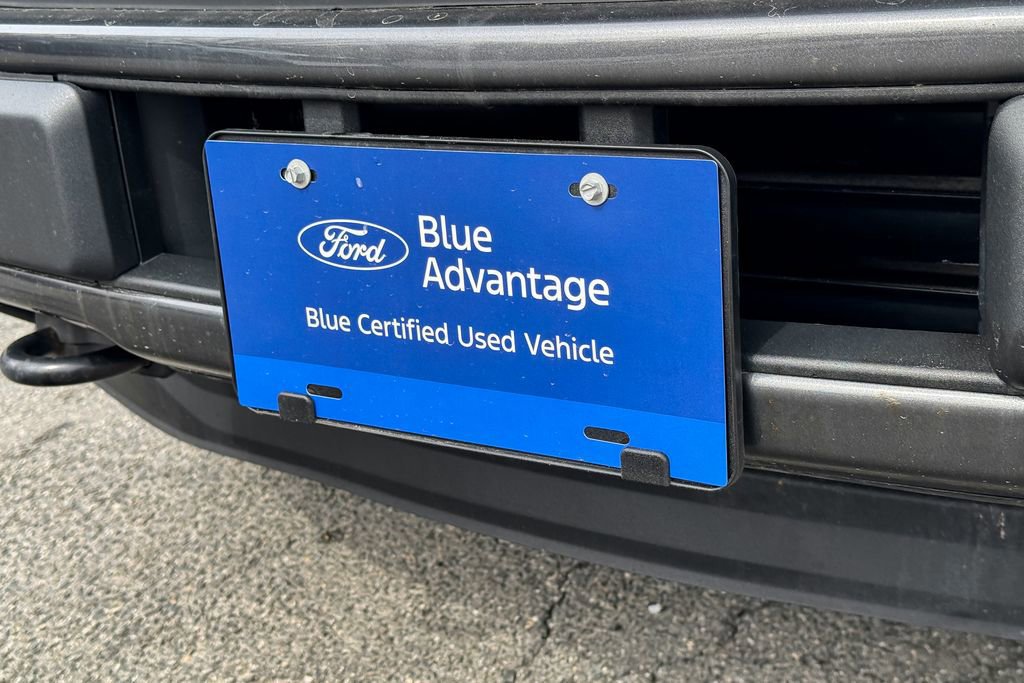 Ford
Blue
Advantage
Blue Certified Used Vehicle